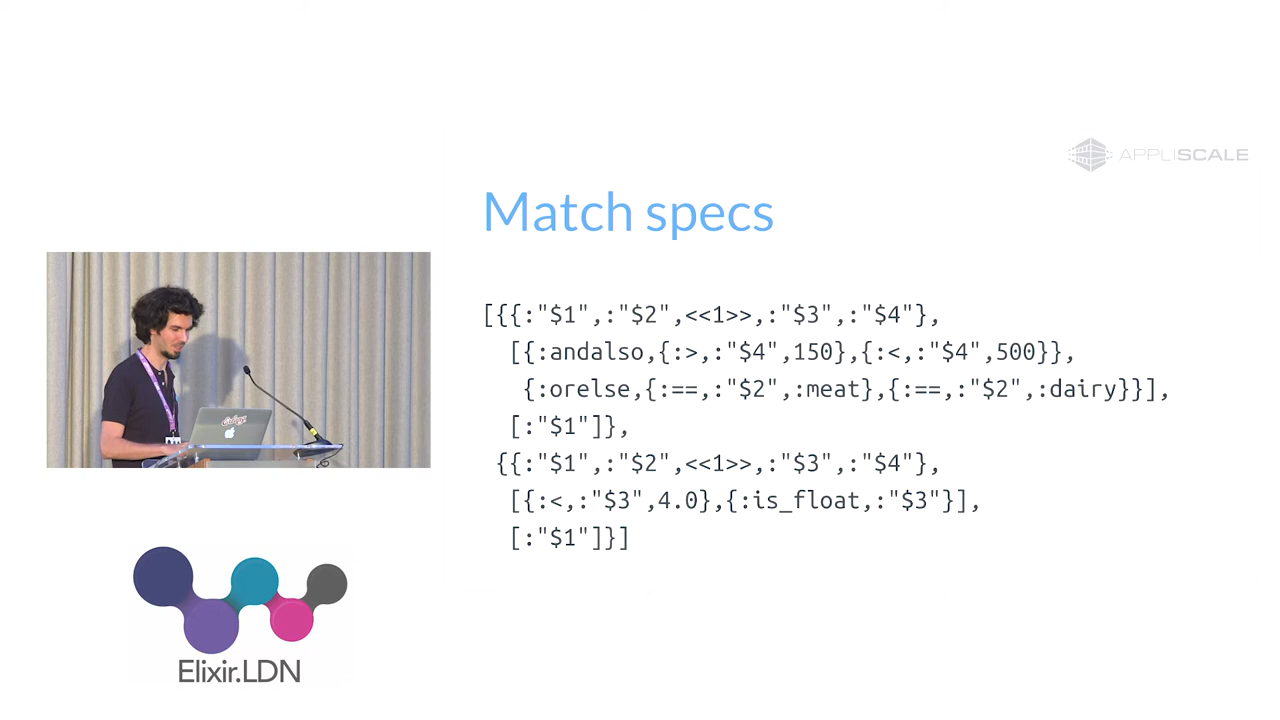 APPLISCALE
Match specs
[{{:"$1",:"$2",<<1>>,:"$3",:"$4"},
[{:andalso,{:>,:"$4",150},{:<,:"$4",500}},
{:orelse,{:==,:"$2",:meat},{:==,:"$2",:dairy}}],
[:"$1"]},
{{:"$1",:"$2",<<1>>,:"$3",:"$4"},
[{:<,:"$3",4.0},{:is_float,:"$3"}],
[:"$1"]}]
Elixir.LDN